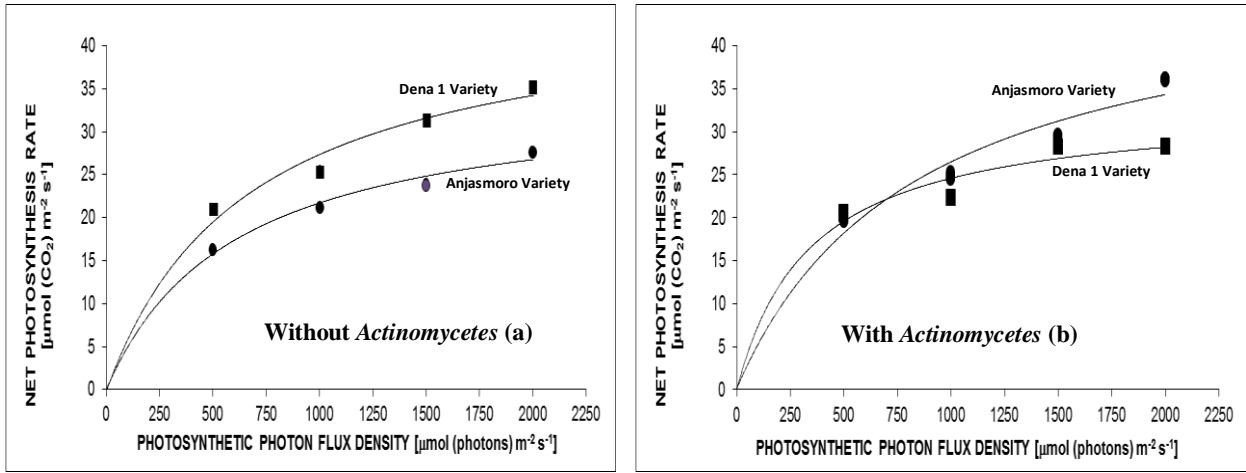 NET PHOTOSYNTHESIS RATE
[µmol (CO₂) m⁻² s⁻¹]
40
35
30
25
20
15
10
5
0
Dena 1 Variety
Anjasmoro Variety
Without Actinomycetes (a)
0 250 500 750 1000 1250 1500 1750 2000 2250
PHOTOSYNTHETIC PHOTON FLUX DENSITY [µmol (photons) m⁻² s⁻¹]
NET PHOTOSYNTHESIS RATE
[µmol (CO₂) m⁻² s⁻¹]
40
35
30
25
20
15
10
5
0
Anjasmoro Variety
Dena 1 Variety
With Actinomycetes (b)
0 250 500 750 1000 1250 1500 1750 2000 2250
PHOTOSYNTHETIC PHOTON FLUX DENSITY [µmol (photons) m⁻² s⁻¹]